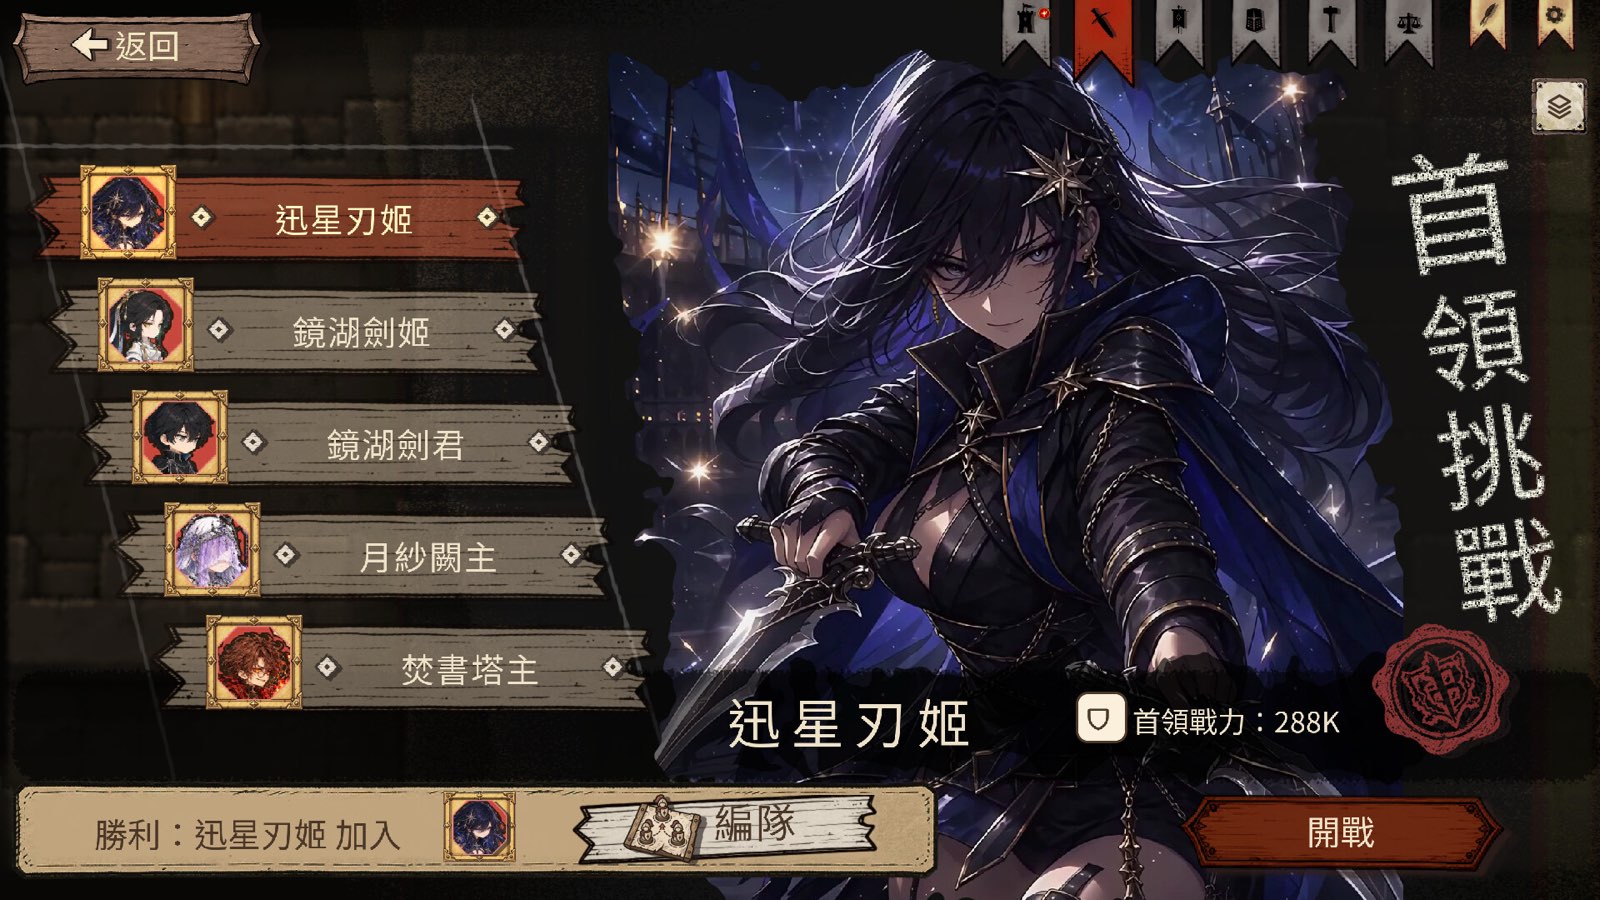 返回
迅星刃姬
鏡湖劍姬
鏡湖劍君
月紗闕主
焚書塔主
首領挑戰
迅星刃姬
首領戰力：288K
勝利：迅星刃姬 加入
編隊
開戰